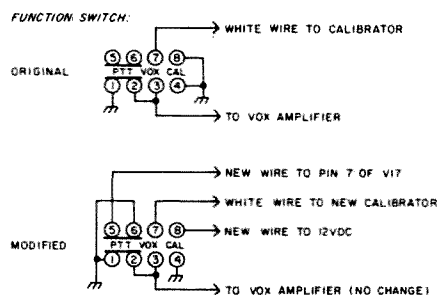 FUNCTION SWITCH:
WHITE WIRE TO CALIBRATOR
5 6 7 8
ORIGINAL
PTT VOX CAL
1 2 3 4
TO VOX AMPLIFIER
NEW WIRE TO PIN 7 OF V17
WHITE WIRE TO NEW CALIBRATOR
5 6 7 8
NEW WIRE TO 12VDC
MODIFIED
PTT VOX CAL
1 2 3 4
TO VOX AMPLIFIER (NO CHANGE)